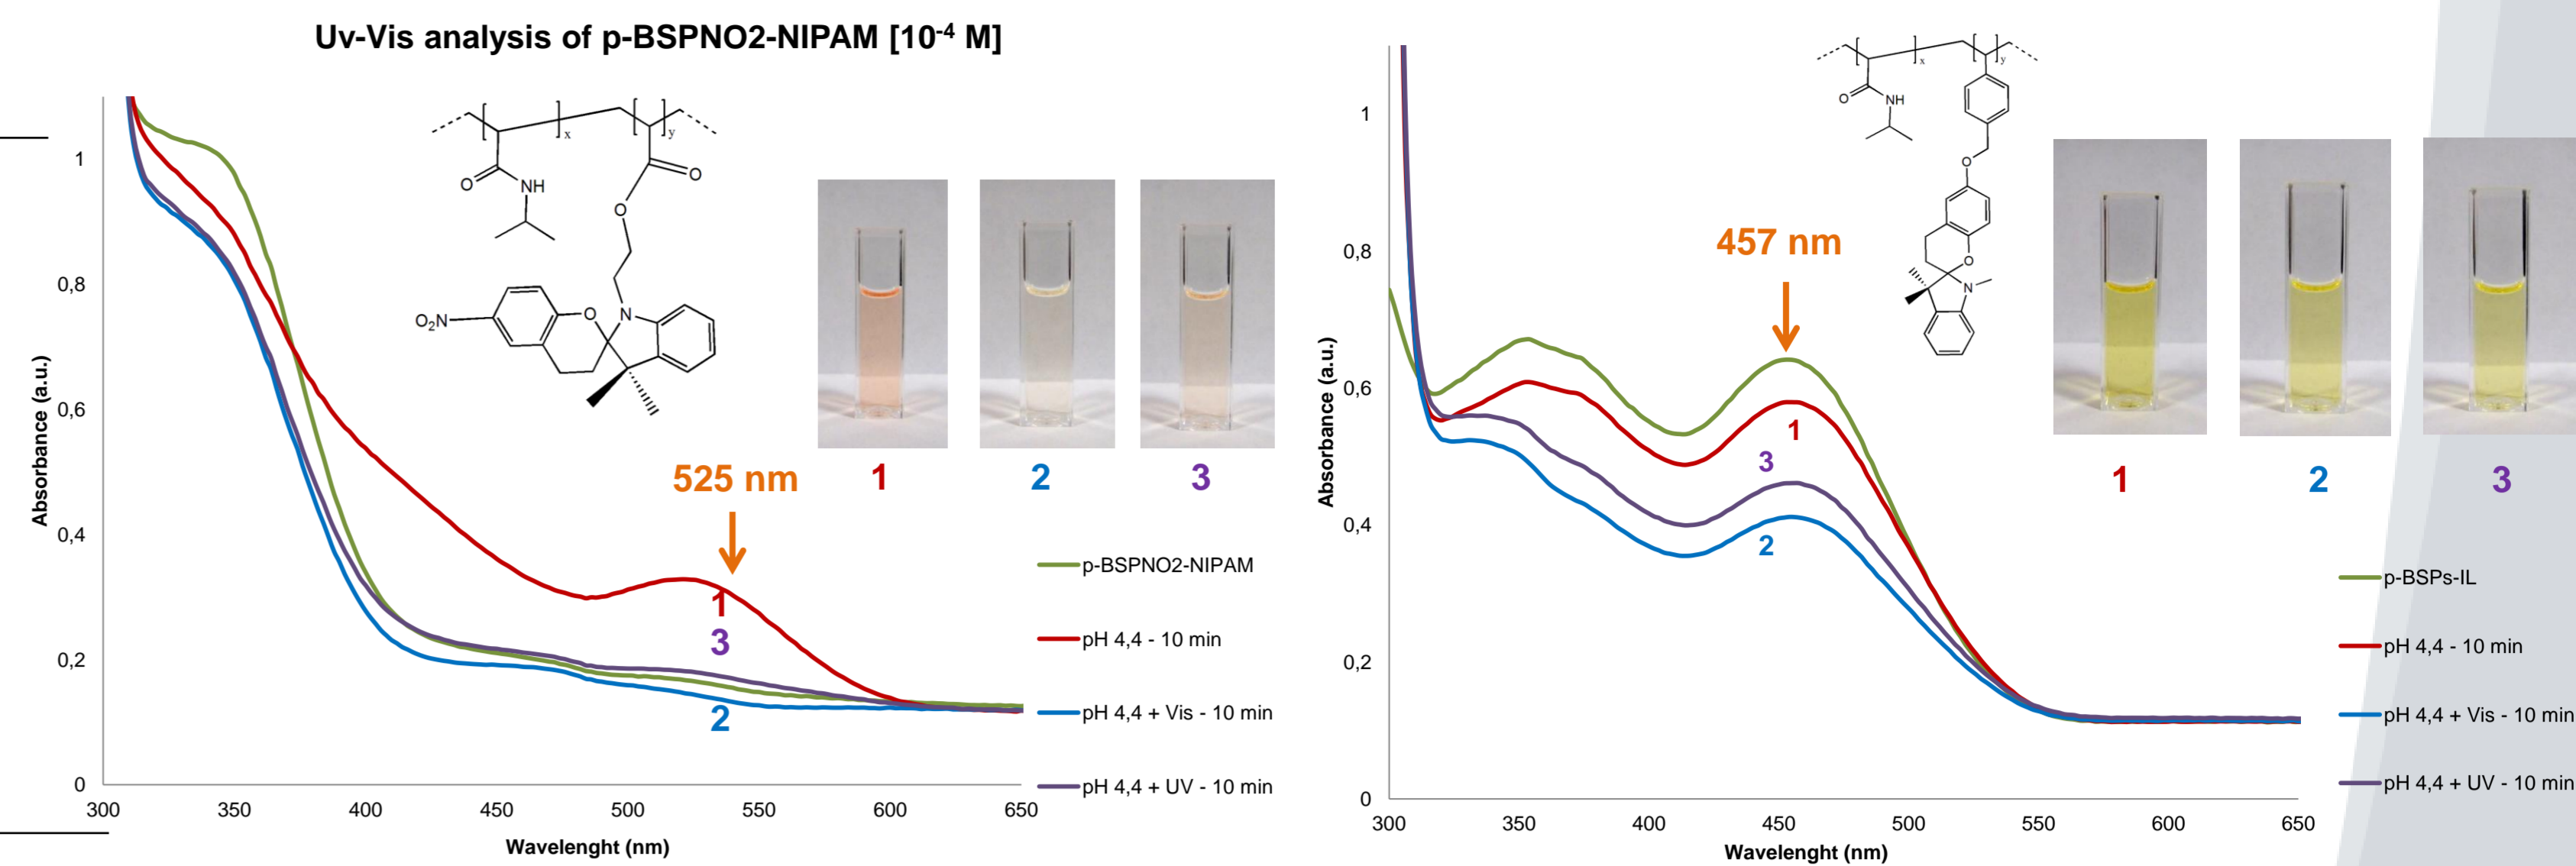 Uv-Vis analysis of p-BSPNO2-NIPAM [10⁻⁴ M]
Absorbance (a.u.)
1
0,8
0,6
0,4
0,2
0
300 350 400 450 500 550 600 650
Wavelenght (nm)
x
y
O
NH
O
O
O₂N
O
N
525 nm
1
3
2
1
2
3
p-BSPNO2-NIPAM
pH 4,4 - 10 min
pH 4,4 + Vis - 10 min
pH 4,4 + UV - 10 min
Absorbance (a.u.)
1
0,8
0,6
0,4
0,2
0
300 350 400 450 500 550 600 650
Wavelenght (nm)
x
y
O
NH
O
O
N
457 nm
1
3
2
1
2
3
p-BSPs-IL
pH 4,4 - 10 min
pH 4,4 + Vis - 10 min
pH 4,4 + UV - 10 min